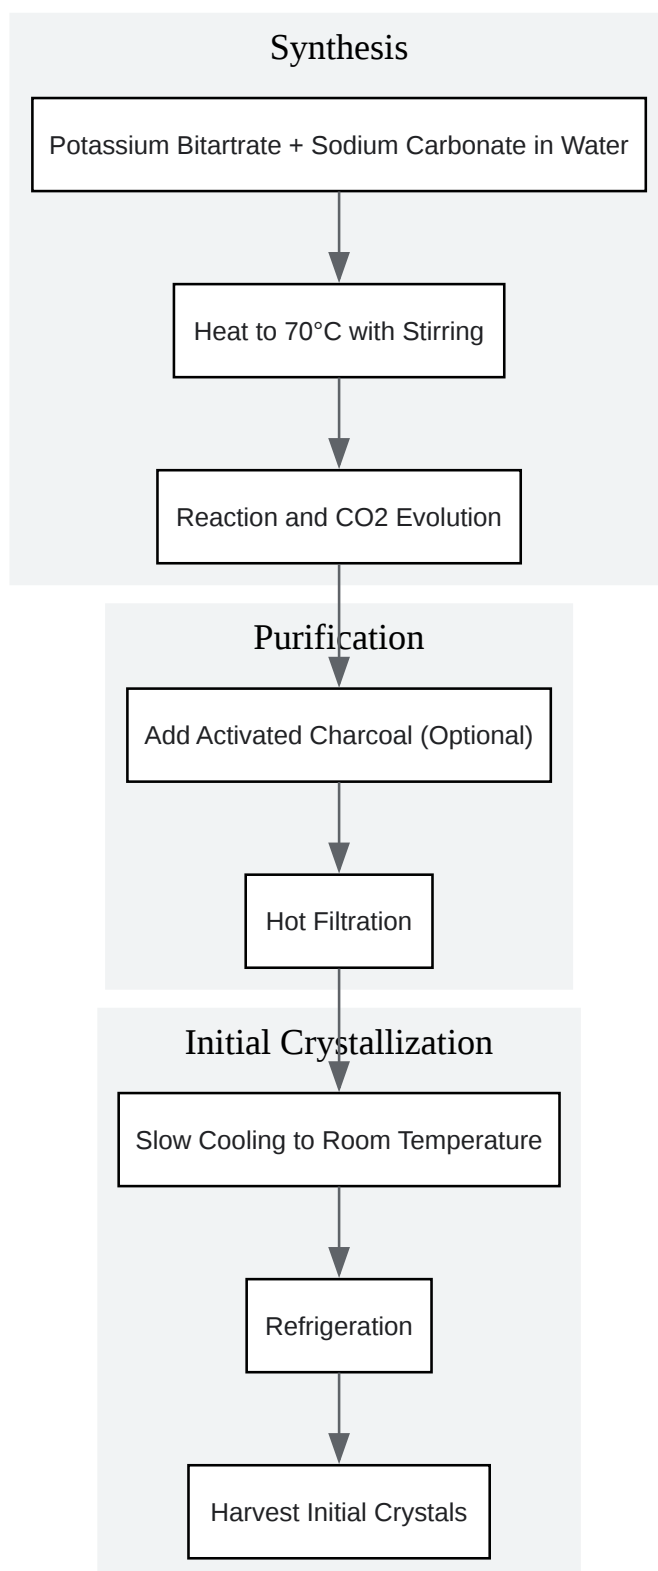 Synthesis
Potassium Bitartrate + Sodium Carbonate in Water
Heat to 70°C with Stirring
Reaction and CO2 Evolution
Purification
Add Activated Charcoal (Optional)
Hot Filtration
Initial Crystallization
Slow Cooling to Room Temperature
Refrigeration
Harvest Initial Crystals